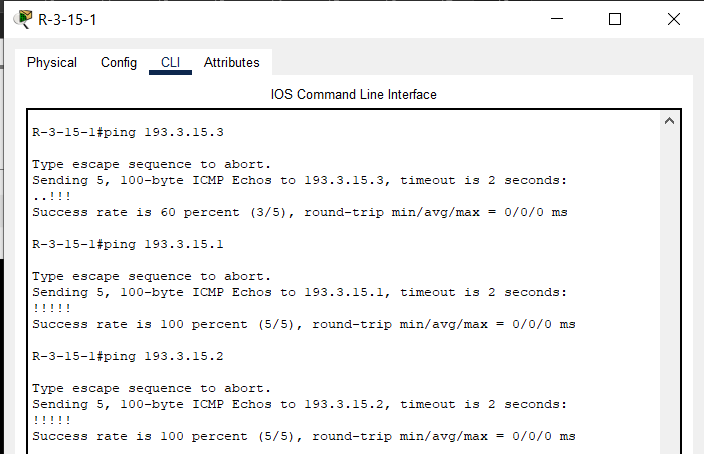 R-3-15-1
Physical Config CLI Attributes
IOS Command Line Interface
R-3-15-1#ping 193.3.15.3
Type escape sequence to abort.
Sending 5, 100-byte ICMP Echos to 193.3.15.3, timeout is 2 seconds:
..!!!
Success rate is 60 percent (3/5), round-trip min/avg/max = 0/0/0 ms
R-3-15-1#ping 193.3.15.1
Type escape sequence to abort.
Sending 5, 100-byte ICMP Echos to 193.3.15.1, timeout is 2 seconds:
!!!!!
Success rate is 100 percent (5/5), round-trip min/avg/max = 0/0/0 ms
R-3-15-1#ping 193.3.15.2
Type escape sequence to abort.
Sending 5, 100-byte ICMP Echos to 193.3.15.2, timeout is 2 seconds:
!!!!!
Success rate is 100 percent (5/5), round-trip min/avg/max = 0/0/0 ms